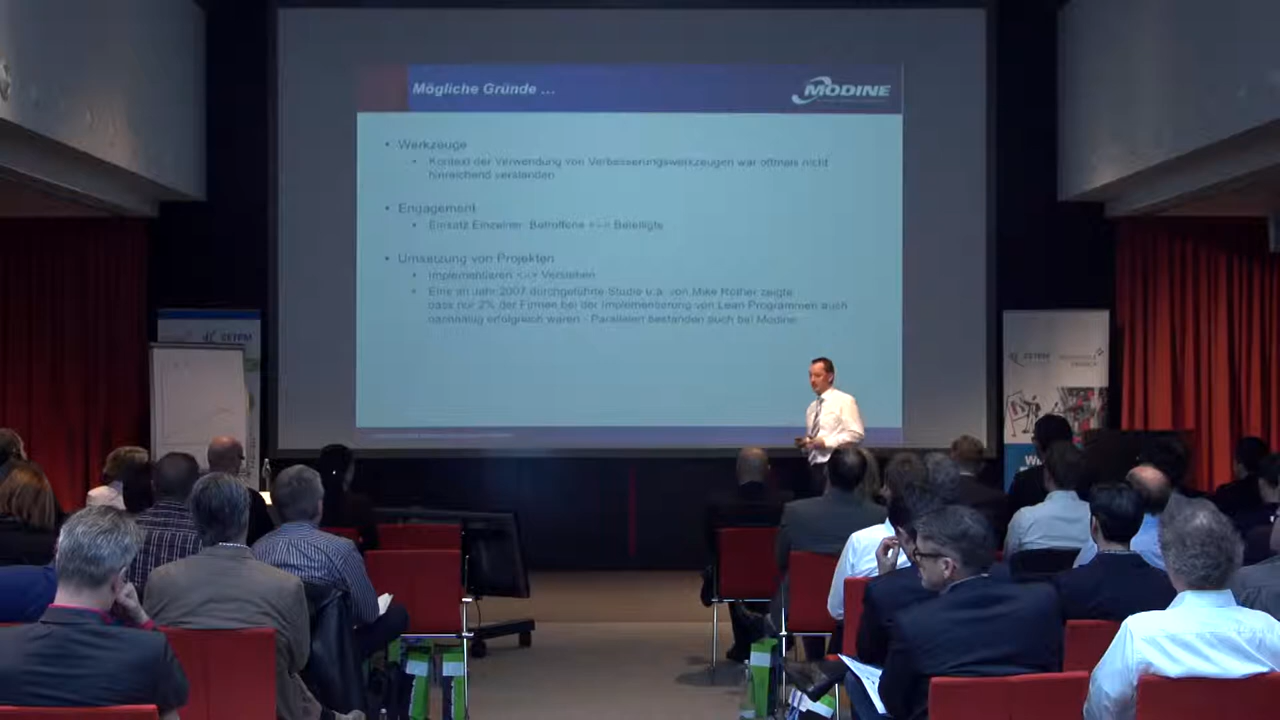 Mögliche Gründe ...
MODINE
• Werkzeuge
• Kontext der Verwendung von Verbesserungswerkzeugen war oftmals nicht
hinreichend verstanden
• Engagement
• Einsatz Einzelner: Betroffene <--> Beteiligte
• Umsetzung von Projekten
• Implementieren <-> Verstehen
• Eine im Jahr 2007 durchgeführte Studie u.a. von Mike Rother zeigte,
dass nur 2% der Firmen bei der Implementierung von Lean Programmen auch
nachhaltig erfolgreich waren - Parallelen bestanden auch bei Modine